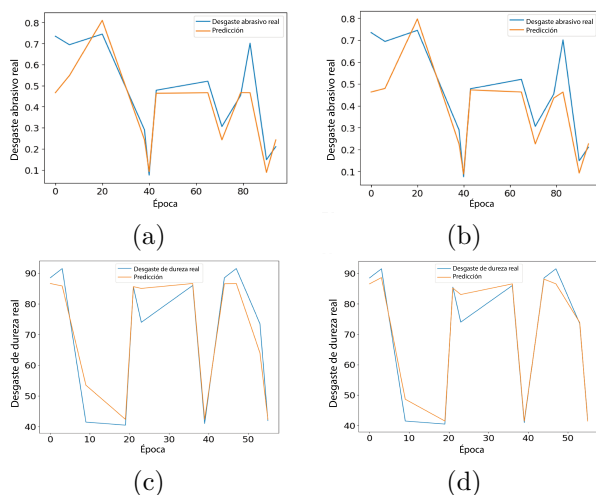 Desgaste abrasivo real
Predicción
0.8
0.7
0.6
0.5
0.4
0.3
0.2
0.1
Desgaste abrasivo real
0 20 40 60 80
Época
(a)
Desgaste abrasivo real
Predicción
0.8
0.7
0.6
0.5
0.4
0.3
0.2
0.1
Desgaste abrasivo real
0 20 40 60 80
Época
(b)
Desgaste de dureza real
Predicción
90
80
70
60
50
40
Desgaste de dureza real
0 10 20 30 40 50
Época
(c)
Desgaste de dureza real
Predicción
90
80
70
60
50
40
Desgaste de dureza real
0 10 20 30 40 50
Época
(d)